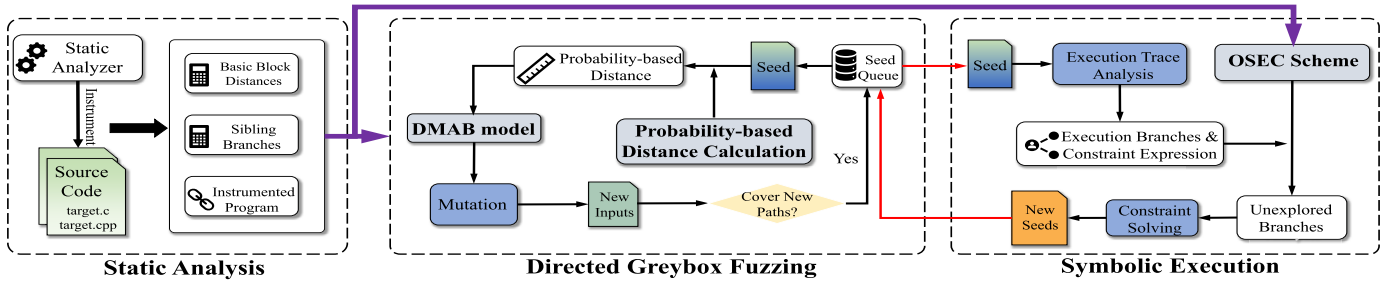 Static
Analyzer
Instrument
Source
Code
target.c
target.cpp
Basic Block
Distances
Sibling
Branches
Instrumented
Program
Static Analysis
Probability-based
Distance
Seed
Seed
Queue
DMAB model
Probability-based
Distance Calculation
Yes
Mutation
New
Inputs
Cover New
Paths?
Directed Greybox Fuzzing
Seed
Execution Trace
Analysis
OSEC Scheme
Execution Branches &
Constraint Expression
New
Seeds
Constraint
Solving
Unexplored
Branches
Symbolic Execution